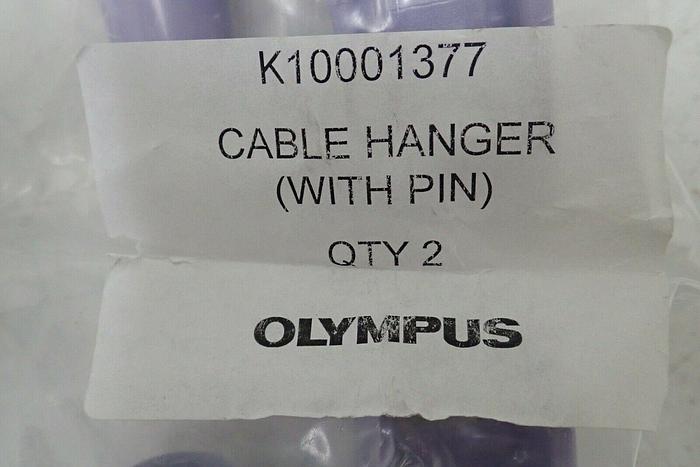 K10001377
CABLE HANGER
(WITH PIN)
QTY 2
OLYMPUS